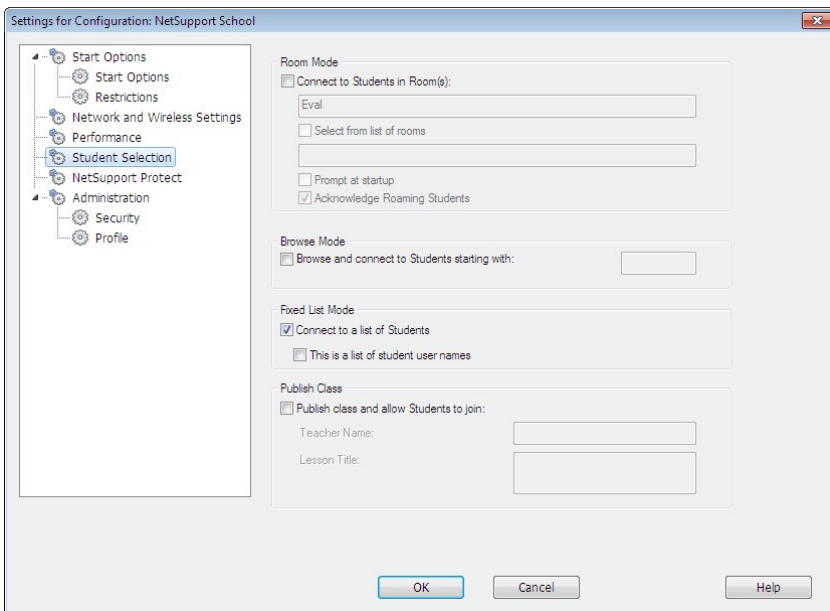 Settings for Configuration: NetSupport School
Start Options
Start Options
Restrictions
Network and Wireless Settings
Performance
Student Selection
NetSupport Protect
Administration
Security
Profile
Room Mode
Connect to Students in Room(s):
Eval
Select from list of rooms
Prompt at startup
Acknowledge Roaming Students
Browse Mode
Browse and connect to Students starting with:
Fixed List Mode
Connect to a list of Students
This is a list of student user names
Publish Class
Publish class and allow Students to join:
Teacher Name:
Lesson Title:
OK
Cancel
Help